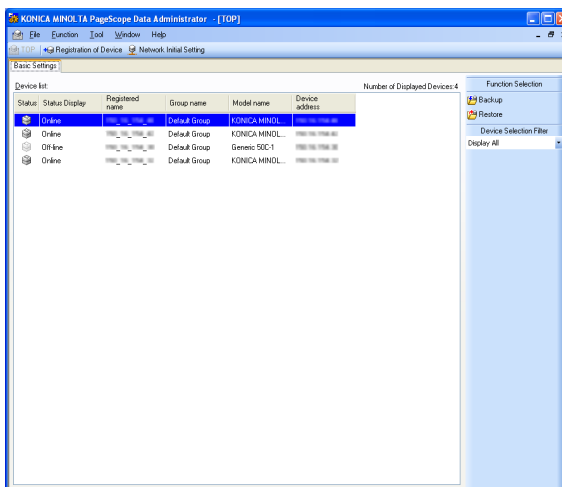 KONICA MINOLTA PageScope Data Administrator - [TOP]
File Function Tool Window Help
TOP Registration of Device Network Initial Setting
Basic Settings
Device list: Number of Displayed Devices:4
Status Status Display Registered name Group name Model name Device address
Online Default Group KONICA MINOL...
Online Default Group KONICA MINOL...
Off-line Default Group Generic 50C-1
Online Default Group KONICA MINOL...
Function Selection
Backup
Restore
Device Selection Filter
Display All